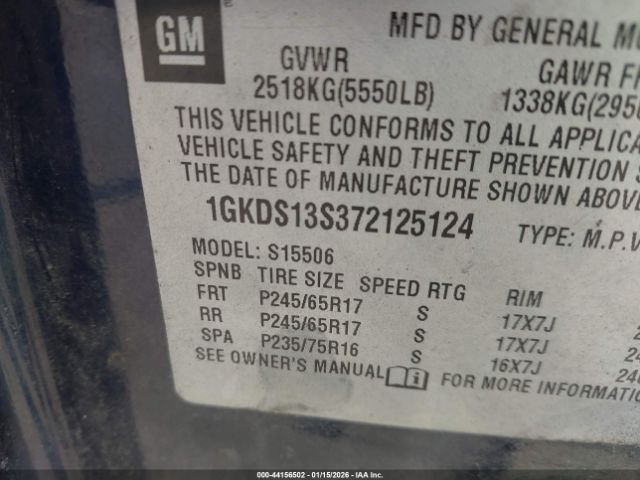 GM
MFD BY GENERAL
GVWR GAWR
2518KG(5550LB) 1338KG(295
THIS VEHICLE CONFORMS TO ALL
VEHICLE SAFETY AND THEFT PREVENTION
THE DATE OF MANUFACTURE SHOWN ABOVE
1GKDS13S372125124 TYPE: M.P.V
MODEL: S15506
SPNB TIRE SIZE SPEED RTG RIM
FRT P245/65R17 S 17X7J
RR P245/65R17 S 17X7J
SPA P235/75R16 S 16X7J
SEE OWNER'S MANUAL FOR MORE INFORMATION
000-44156502 - 01/15/2026 - IAA Inc.